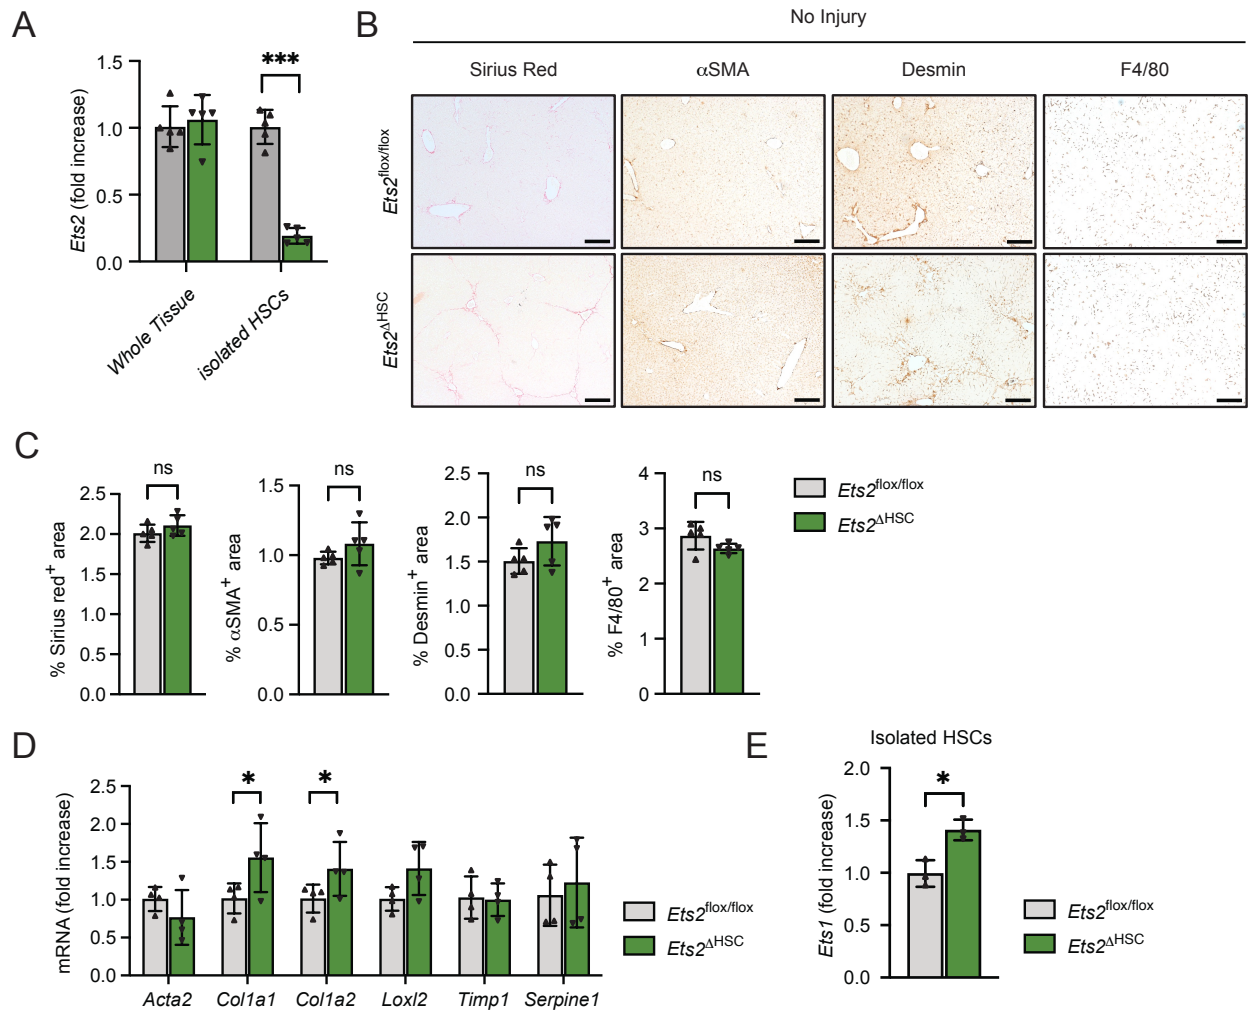 A
Ets2 (fold increase)
1.5
1.0
0.5
0.0
***
Whole Tissue
isolated HSCs
B
No Injury
Sirius Red
αSMA
Desmin
F4/80
Ets2flox/flox
Ets2ΔHSC
C
% Sirius red+ area
2.5
2.0
1.5
1.0
0.5
0.0
ns
% αSMA+ area
1.5
1.0
0.5
0.0
ns
% Desmin+ area
2.5
2.0
1.5
1.0
0.5
0.0
ns
% F4/80+ area
4
3
2
1
0
ns
Ets2flox/flox
Ets2ΔHSC
D
mRNA (fold increase)
2.5
2.0
1.5
1.0
0.5
0.0
*
*
Acta2
Col1a1
Col1a2
Loxl2
Timp1
Serpine1
Ets2flox/flox
Ets2ΔHSC
E
Isolated HSCs
Ets1 (fold increase)
2.0
1.5
1.0
0.5
0.0
*
Ets2flox/flox
Ets2ΔHSC